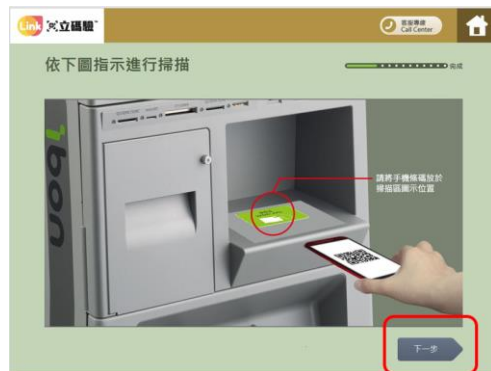 Link 立碼驗
客服專線
Call Center
依下圖指示進行掃描
完成
ibon
請將手機條碼放於
掃描區圖示位置
下一步